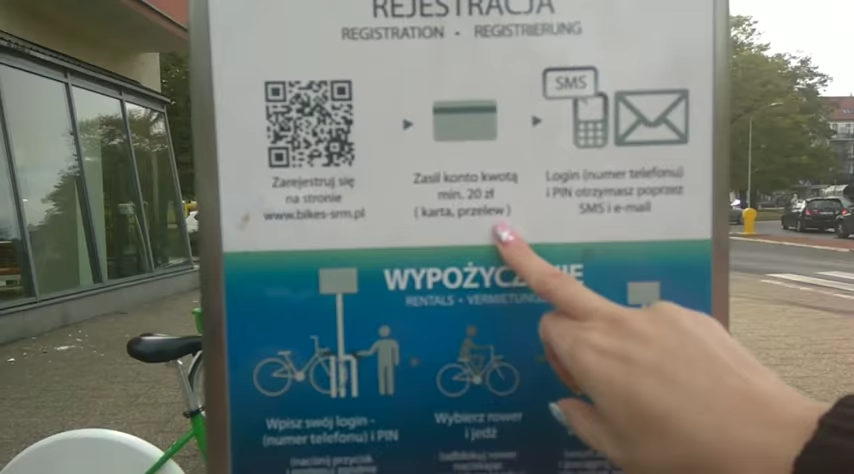 REJESTRACJA
REGISTRATION • REGISTRIERUNG
SMS
Zarejestruj się
na stronie
www.bikes-srm.pl
Zasil konto kwotą
min. 20 zł
(karta, przelew)
Login (numer telefonu)
i PIN otrzymasz poprzez
SMS i e-mail
WYPOŻYCZENIE
RENTALS • VERMIETUNG
Wpisz swój login -
(numer telefonu) i PIN
Wybierz rower
i jedź